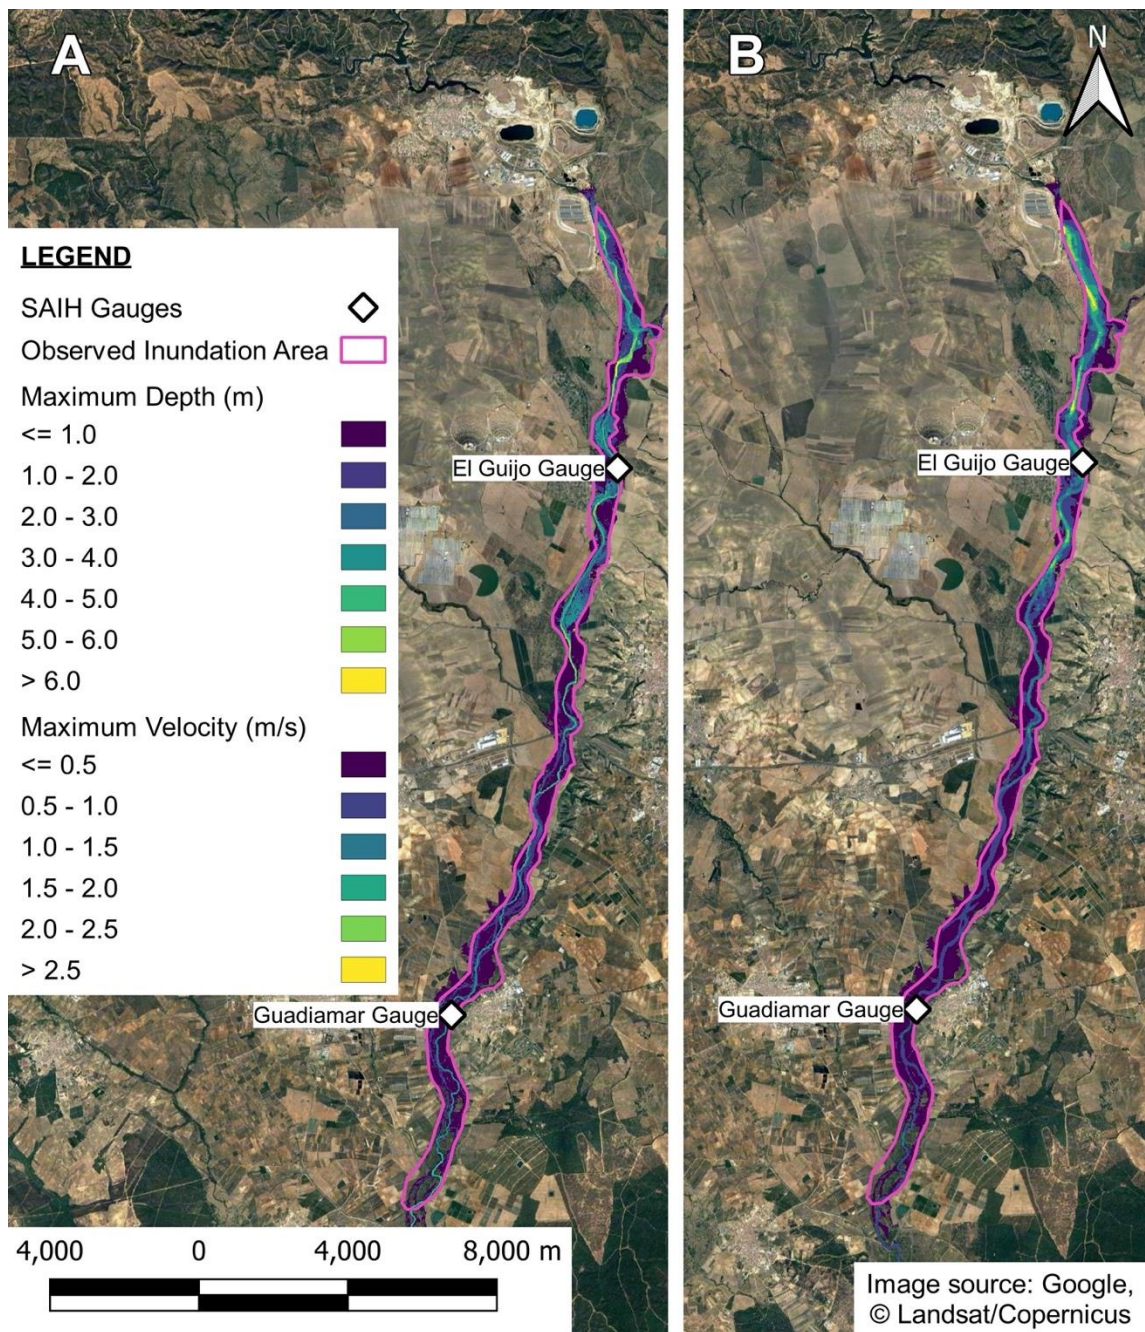 A
B
N
LEGEND
SAIH Gauges
Observed Inundation Area
Maximum Depth (m)
<= 1.0
1.0 - 2.0
2.0 - 3.0
3.0 - 4.0
4.0 - 5.0
5.0 - 6.0
> 6.0
Maximum Velocity (m/s)
<= 0.5
0.5 - 1.0
1.0 - 1.5
1.5 - 2.0
2.0 - 2.5
> 2.5
El Guijo Gauge
El Guijo Gauge
Guadiamar Gauge
Guadiamar Gauge
4,000 0 4,000 8,000 m
Image source: Google,
© Landsat/Copernicus